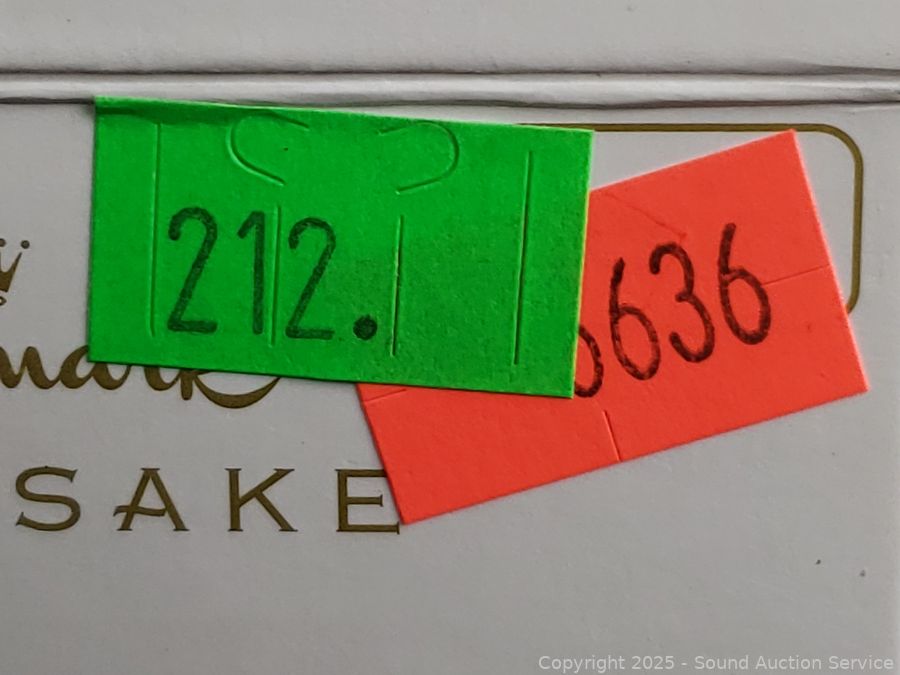 212.
636
SAKE
Copyright 2025 - Sound Auction Service